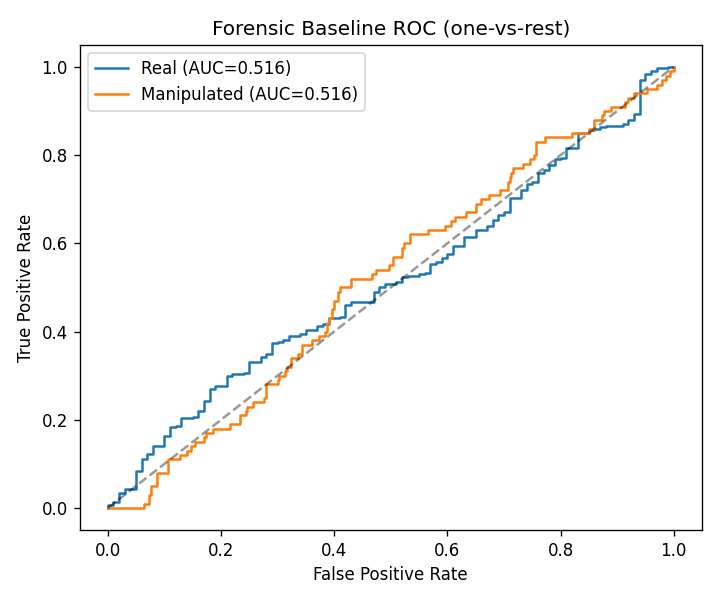 Forensic Baseline ROC (one-vs-rest)
Real (AUC=0.516)
Manipulated (AUC=0.516)
True Positive Rate
1.0
0.8
0.6
0.4
0.2
0.0
0.0 0.2 0.4 0.6 0.8 1.0
False Positive Rate